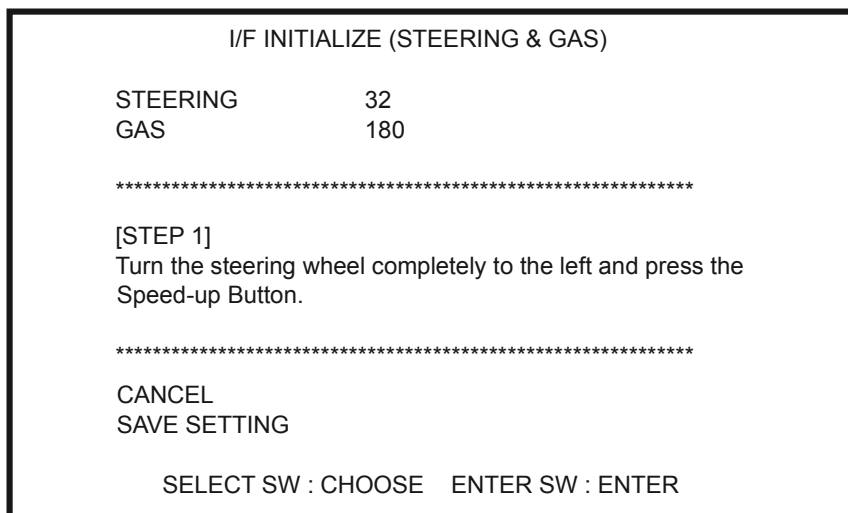 I/F INITIALIZE (STEERING & GAS)
STEERING 32
GAS 180
***************************************************************
[STEP 1]
Turn the steering wheel completely to the left and press the
Speed-up Button.
***************************************************************
CANCEL
SAVE SETTING
SELECT SW : CHOOSE ENTER SW : ENTER